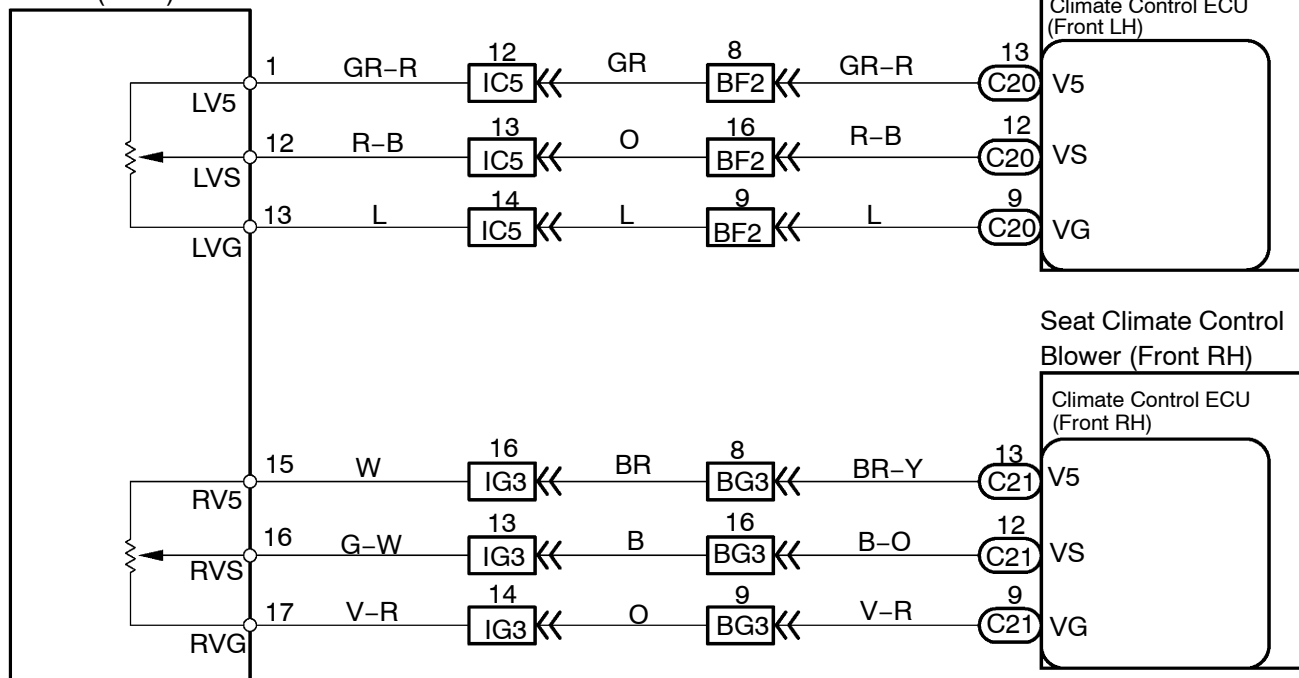 Climate Control ECU
(Front LH)
1 GR-R 12 GR 8 GR-R 13
LV5 IC5 BF2 C20 V5
12 R-B 13 O 16 R-B 12
LVS IC5 BF2 C20 VS
13 L 14 L 9 L 9
LVG IC5 BF2 C20 VG
Seat Climate Control
Blower (Front RH)
Climate Control ECU
(Front RH)
15 W 16 BR 8 BR-Y 13
RV5 IG3 BG3 C21 V5
16 G-W 13 B 16 B-O 12
RVS IG3 BG3 C21 VS
17 V-R 14 O 9 V-R 9
RVG IG3 BG3 C21 VG